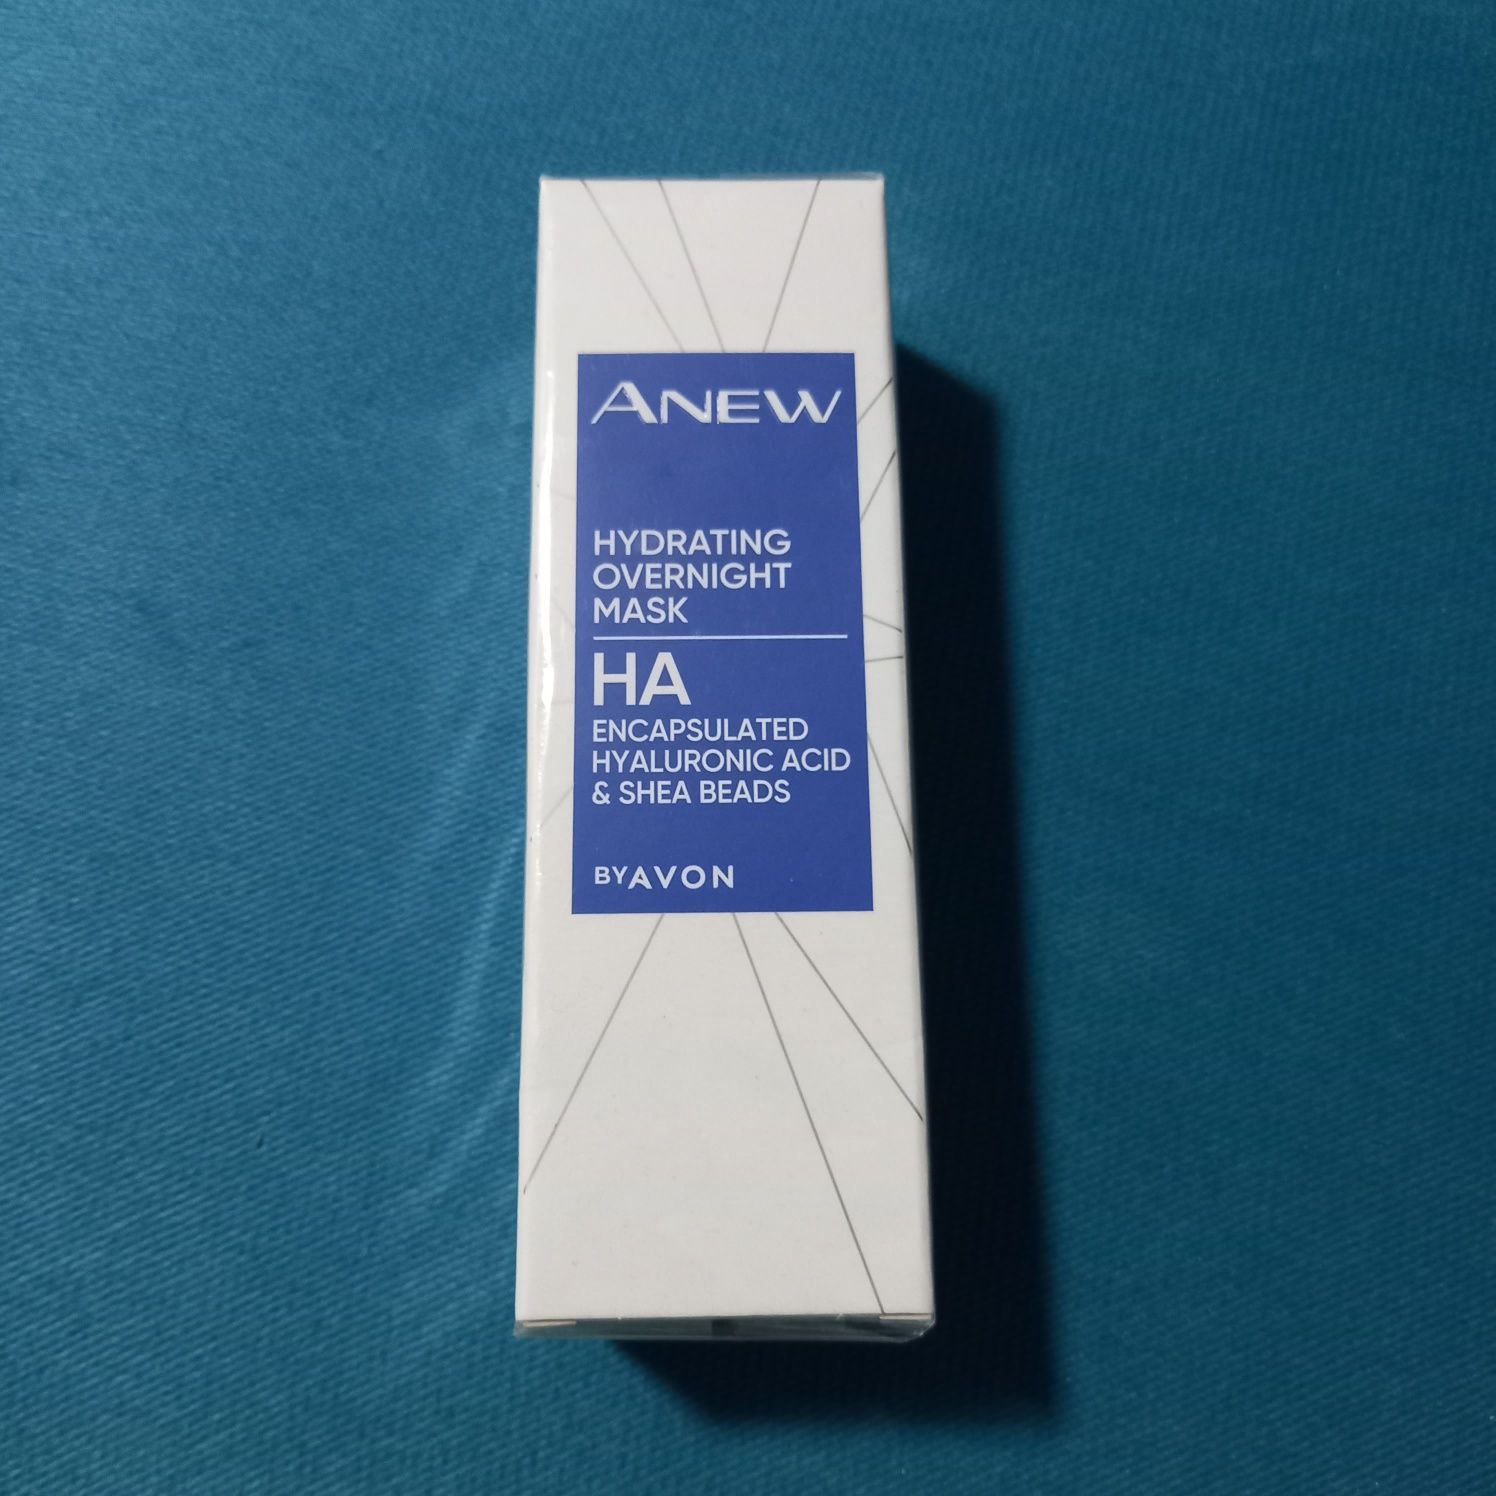 ANEW
HYDRATING
OVERNIGHT
MASK
HA
ENCAPSULATED
HYALURONIC ACID
& SHEA BEADS
BY AVON